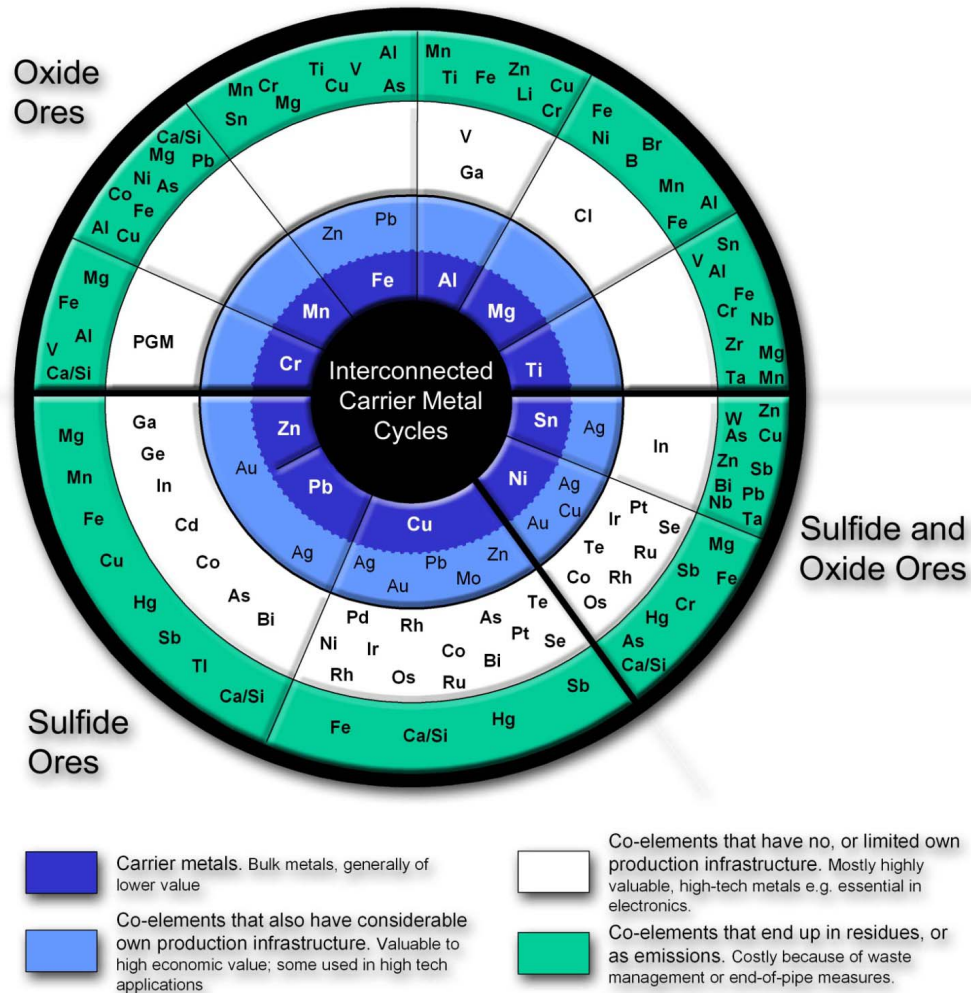 Oxide
Ores
Sulfide and
Oxide Ores
Sulfide
Ores
Interconnected
Carrier Metal
Cycles
Fe
Al
Mg
Ti
Sn
Ni
Cu
Pb
Zn
Cr
Mn
Zn
Pb
Ag
Ag
Cu
Au
Ag
Au
Pb
Mo
Zn
Au
Ag
V
Ga
Cl
In
Ir
Pt
Se
Te
Ru
Co
Rh
Os
Pd
Rh
As
Te
Ni
Ir
Co
Pt
Se
Bi
Rh
Os
Ru
Ga
Ge
In
Cd
Co
As
Bi
PGM
Mn
Cr
Ti
V
Al
Mg
Cu
As
Sn
Mn
Ti
Fe
Zn
Li
Cu
Cr
Fe
Ni
Br
B
Mn
Al
Fe
Sn
V
Al
Fe
Cr
Nb
Zr
Mg
Ta
Mn
W
Zn
As
Cu
Zn
Sb
Bi
Pb
Nb
Ta
Mg
Sb
Fe
Cr
Hg
As
Ca/Si
Sb
Hg
Ca/Si
Fe
Mg
Mn
Fe
Cu
Hg
Sb
Tl
Ca/Si
Mg
Fe
Al
V
Ca/Si
Ca/Si
Mg
Pb
Ni
As
Co
Fe
Al
Cu
Carrier metals. Bulk metals, generally of
lower value
Co-elements that also have considerable
own production infrastructure. Valuable to
high economic value; some used in high tech
applications
Co-elements that have no, or limited own
production infrastructure. Mostly highly
valuable, high-tech metals e.g. essential in
electronics.
Co-elements that end up in residues, or
as emissions. Costly because of waste
management or end-of-pipe measures.